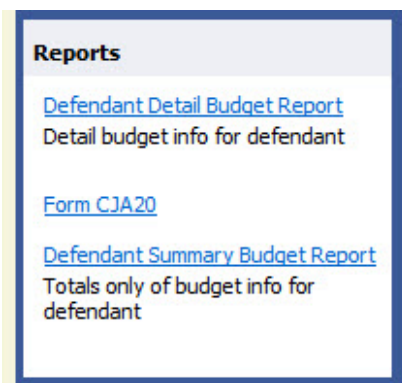 Reports
Defendant Detail Budget Report
Detail budget info for defendant
Form CJA20
Defendant Summary Budget Report
Totals only of budget info for
defendant